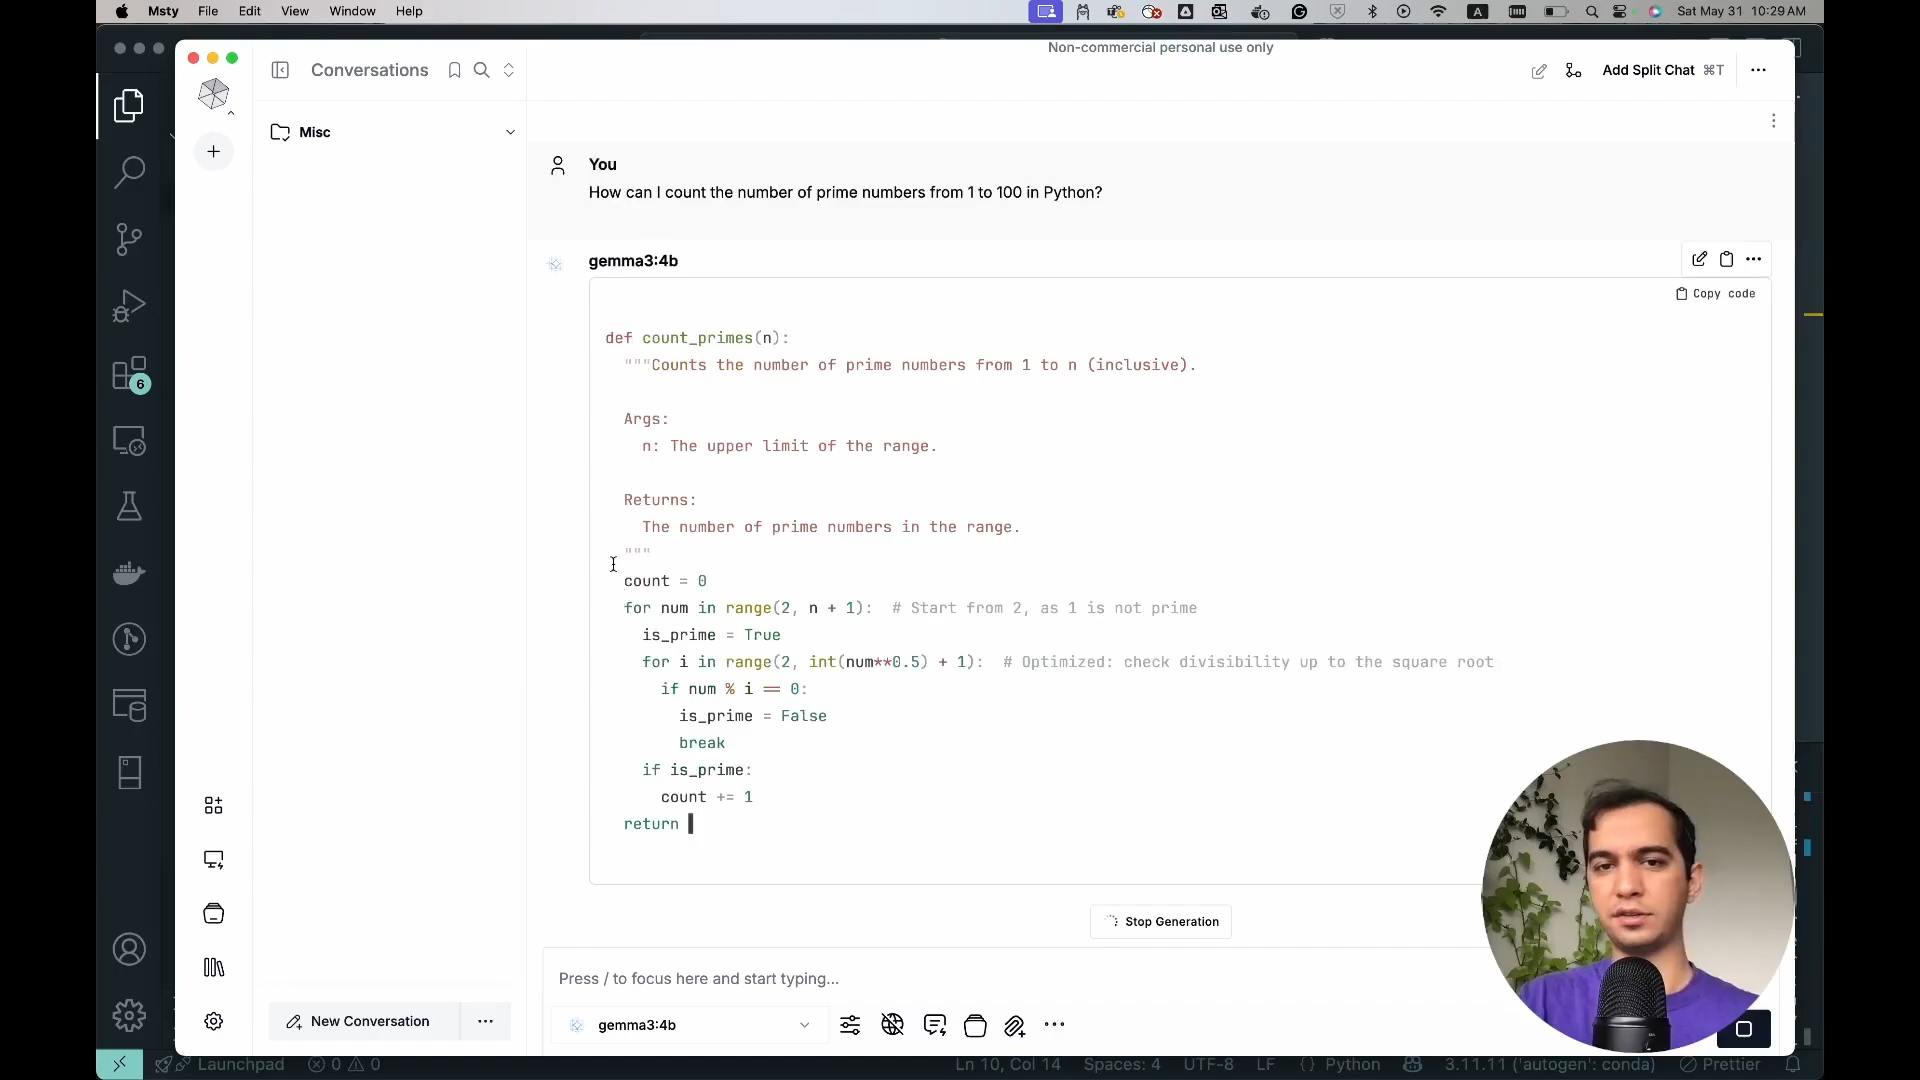 Msty File Edit View Window Help
A Sat May 31 10:29 AM
Non-commercial personal use only
Conversations
Add Split Chat ⌘T
Misc
You
How can I count the number of prime numbers from 1 to 100 in Python?
gemma3:4b
Copy code
def count_primes(n):
"""Counts the number of prime numbers from 1 to n (inclusive).
Args:
n: The upper limit of the range.
Returns:
The number of prime numbers in the range.
"""
count = 0
for num in range(2, n + 1): # Start from 2, as 1 is not prime
is_prime = True
for i in range(2, int(num**0.5) + 1): # Optimized: check divisibility up to the square root
if num % i == 0:
is_prime = False
break
if is_prime:
count += 1
return
6
Stop Generation
Press / to focus here and start typing...
New Conversation
gemma3:4b
Launchpad 0 0 Ln 10, Col 14 Spaces: 4 UTF-8 LF {} Python 3.11.11 ('autogen': conda) Prettier